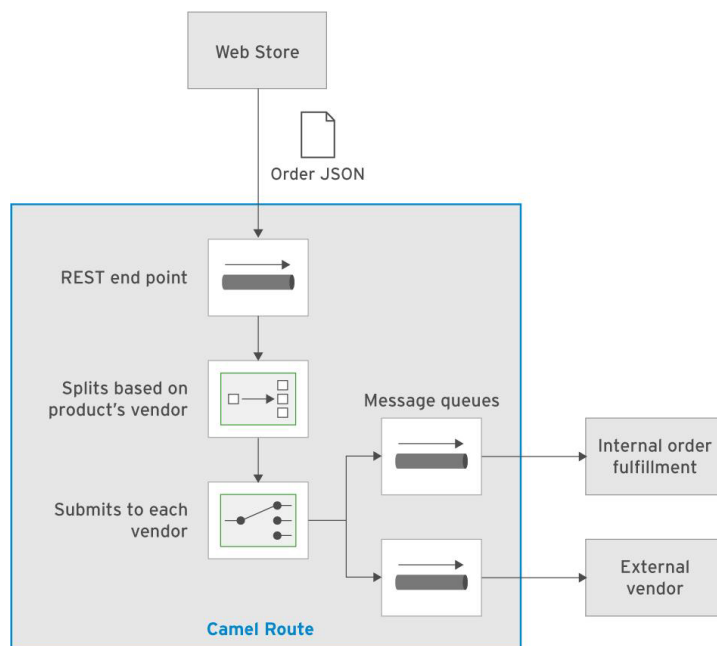 Web Store
Order JSON
REST end point
Splits based on
product's vendor
Message queues
Internal order
fulfillment
Submits to each
vendor
External
vendor
Camel Route